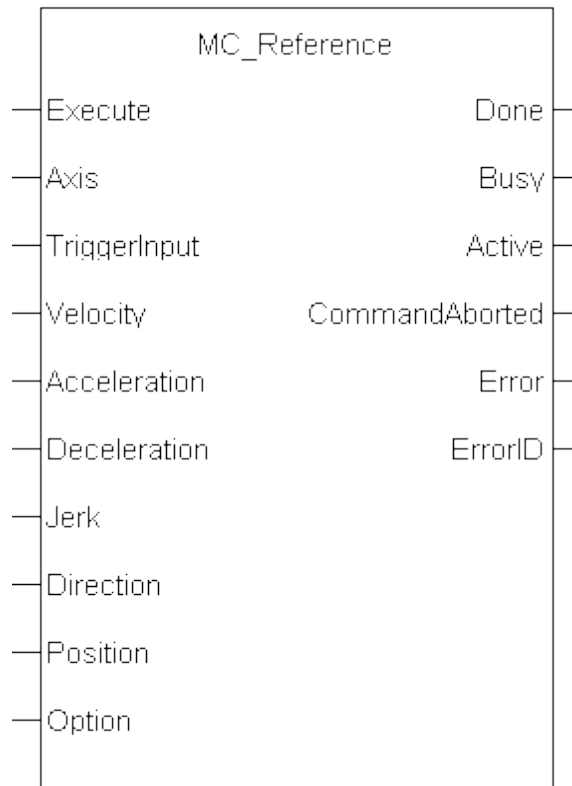 MC_Reference
Execute Done
Axis Busy
TriggerInput Active
Velocity CommandAborted
Acceleration Error
Deceleration ErrorID
Jerk
Direction
Position
Option